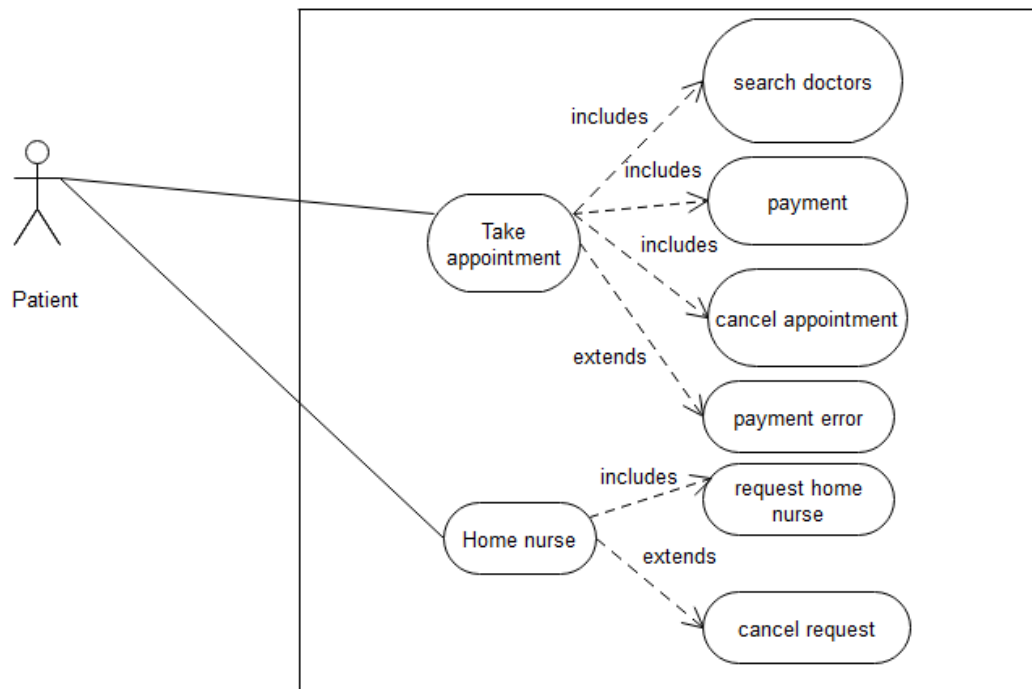 search doctors
includes
includes
payment
Take
appointment
includes
Patient
cancel appointment
extends
payment error
includes
request home
nurse
Home nurse
extends
cancel request